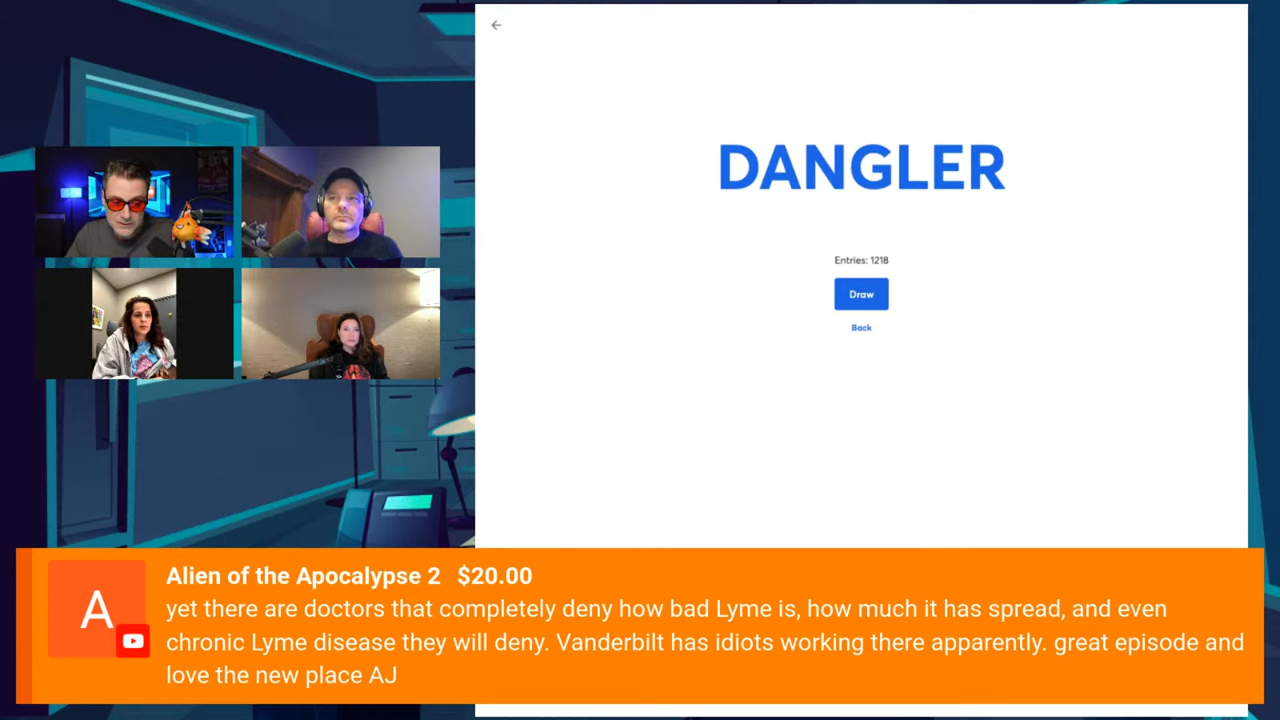 DANGLER
Entries: 1218
Draw
Back
A
Alien of the Apocalypse 2 $20.00
yet there are doctors that completely deny how bad Lyme is, how much it has spread, and even
chronic Lyme disease they will deny. Vanderbilt has idiots working there apparently. great episode and
love the new place AJ